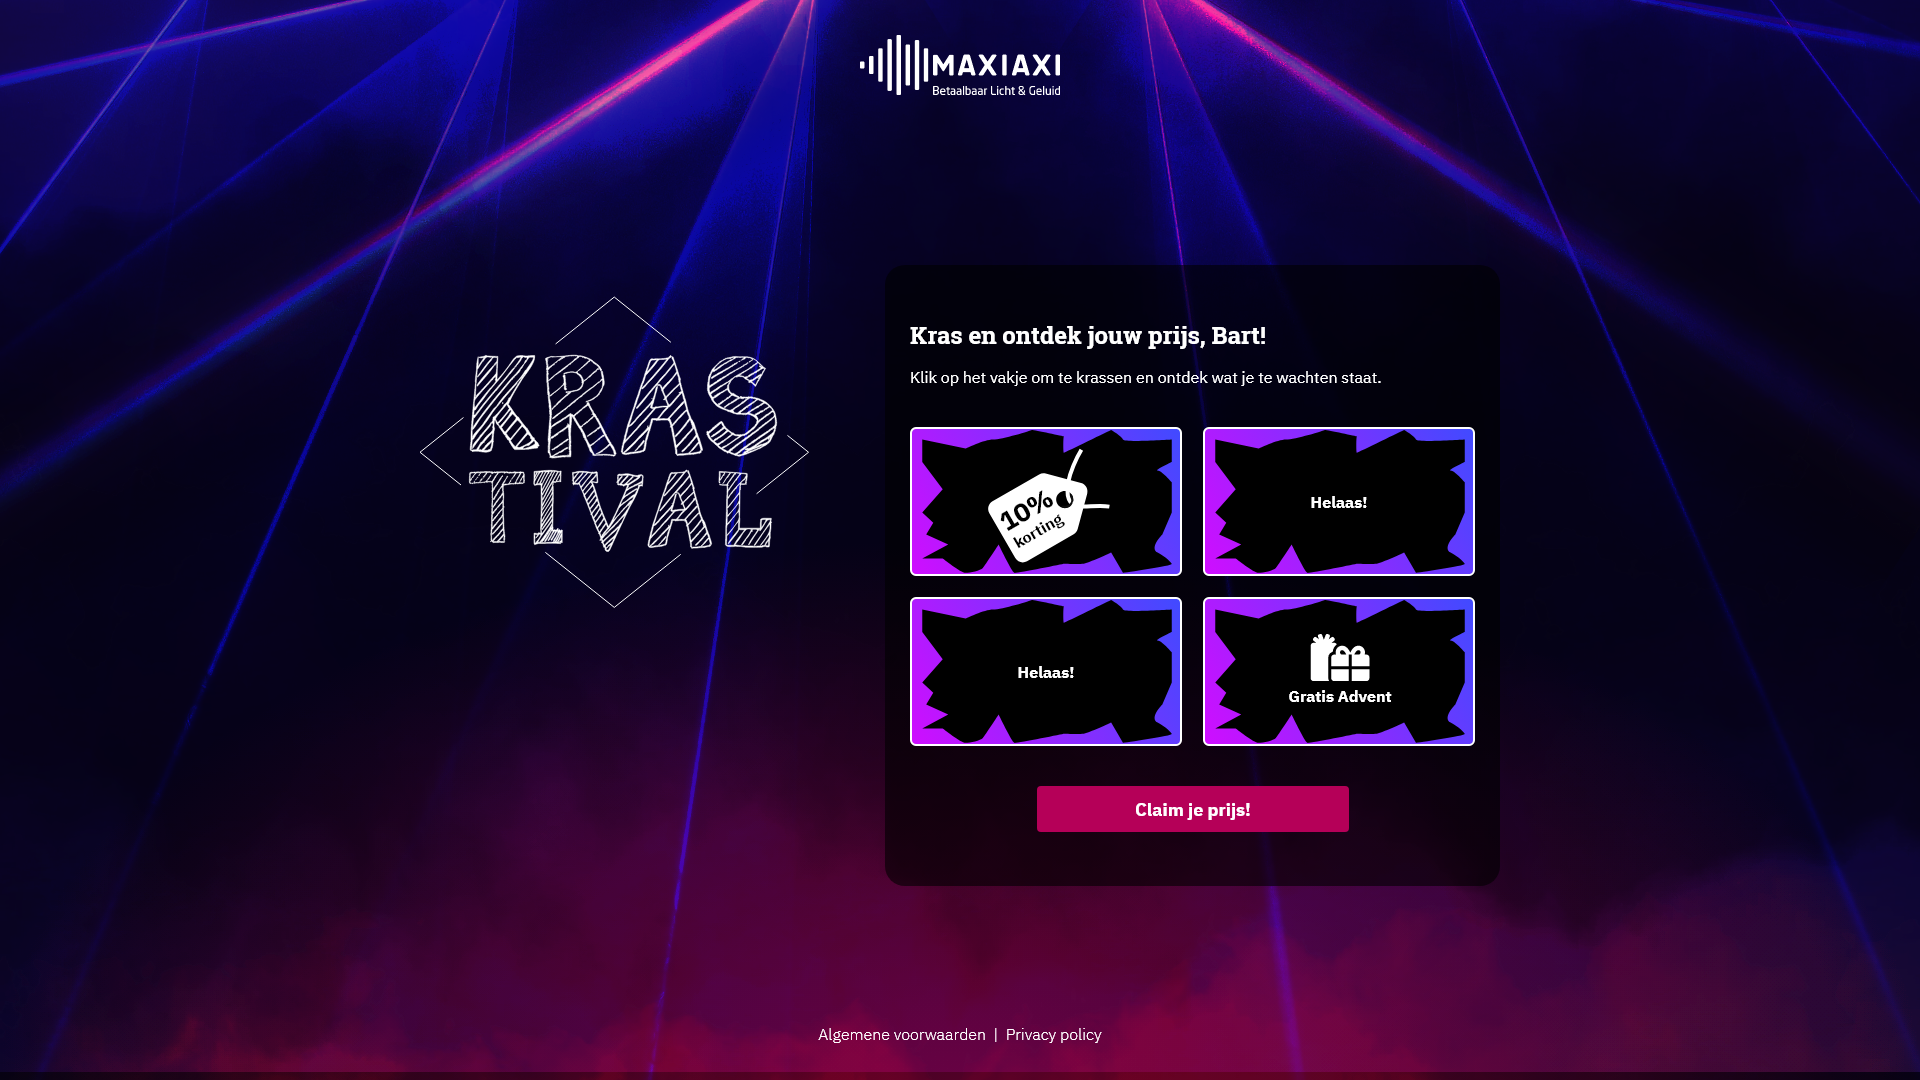 MAXIAXI
Betaalbaar Licht & Geluid
KRAS
TIVAL
Kras en ontdek jouw prijs, Bart!
Klik op het vakje om te krassen en ontdek wat je te wachten staat.
10%
korting
Helaas!
Helaas!
Gratis Advent
Claim je prijs!
Algemene voorwaarden | Privacy policy